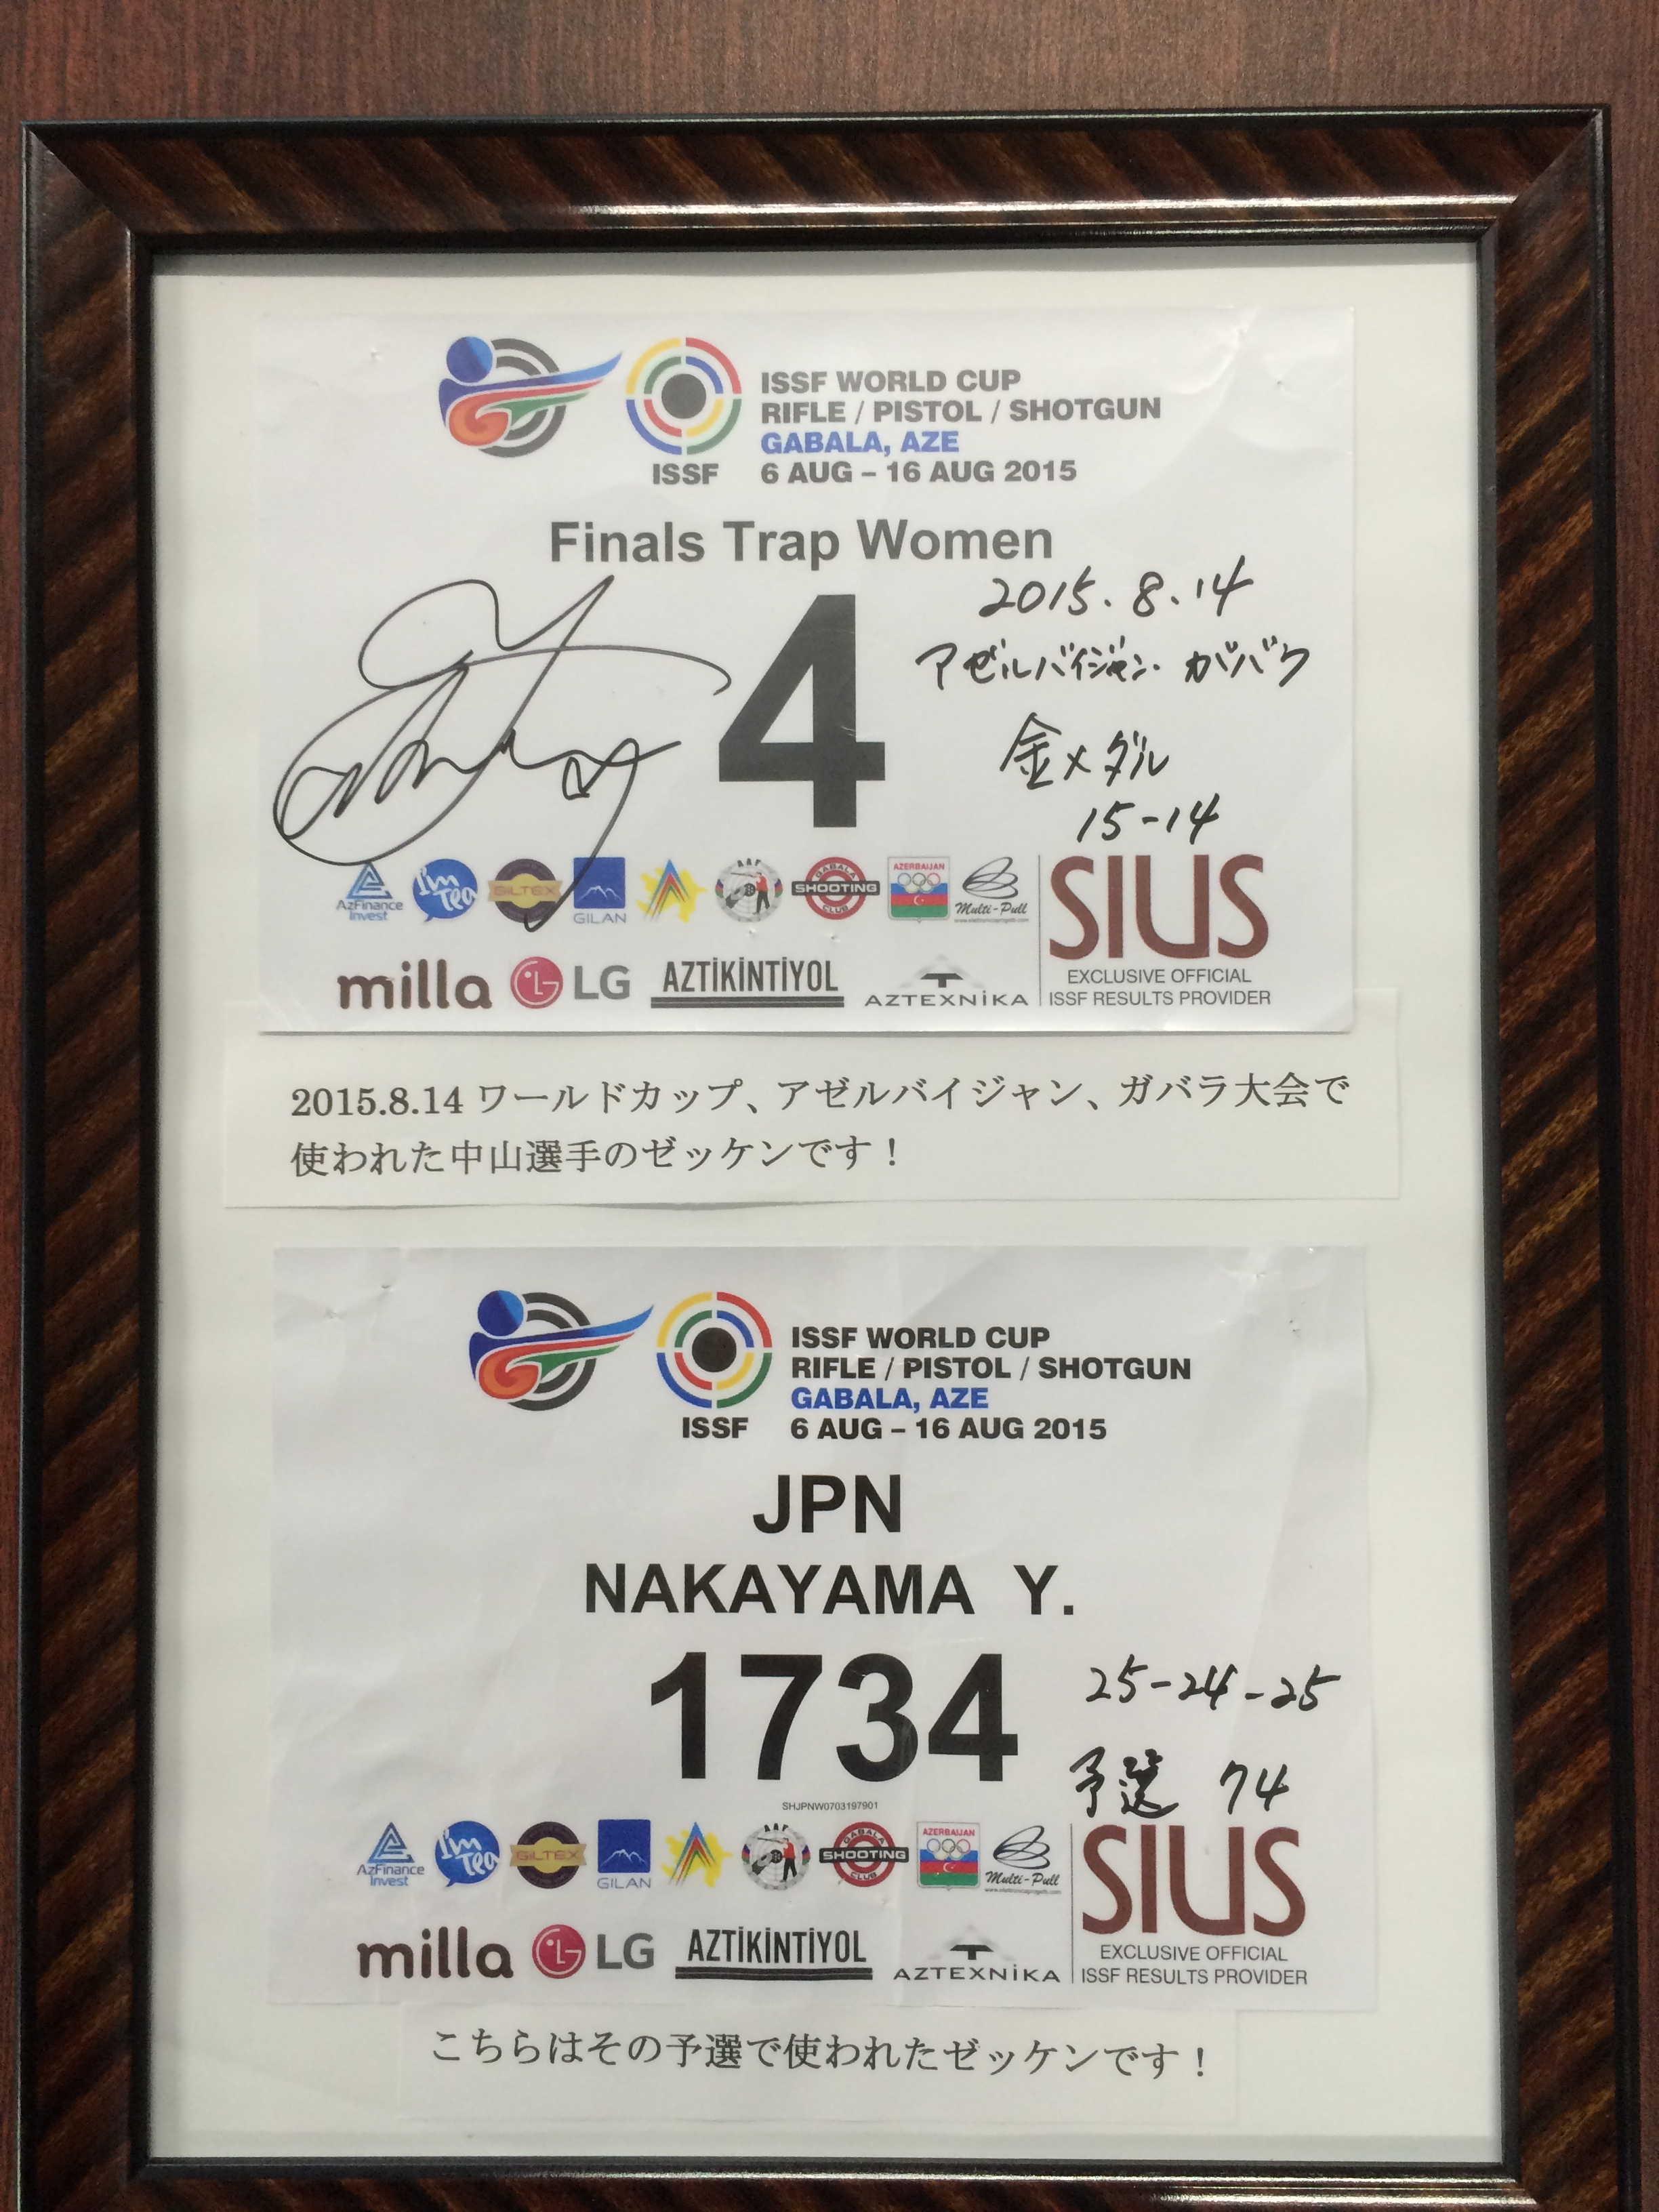 ISSF WORLD CUP
RIFLE / PISTOL / SHOTGUN
GABALA, AZE
ISSF 6 AUG – 16 AUG 2015
Finals Trap Women
4
2015.8.14
アゼルバイジャン・ガバラ
金メダル
15-14
AzFinance Invest I'm Tea GILTEX GILAN AAF GABALA SHOOTING CLUB AZERBAIJAN Multi-Pull SIUS
milla LG AZTİKİNTİYOL AZTEXNİKA
EXCLUSIVE OFFICIAL
ISSF RESULTS PROVIDER
2015.8.14 ワールドカップ、アゼルバイジャン、ガバラ大会で
使われた中山選手のゼッケンです！
ISSF WORLD CUP
RIFLE / PISTOL / SHOTGUN
GABALA, AZE
ISSF 6 AUG – 16 AUG 2015
JPN
NAKAYAMA Y.
1734
25-24-25
予選 74
SHJPNW0703197901
AzFinance Invest I'm Tea GILTEX GILAN AAF GABALA SHOOTING CLUB AZERBAIJAN Multi-Pull SIUS
milla LG AZTİKİNTİYOL AZTEXNİKA
EXCLUSIVE OFFICIAL
ISSF RESULTS PROVIDER
こちらはその予選で使われたゼッケンです！